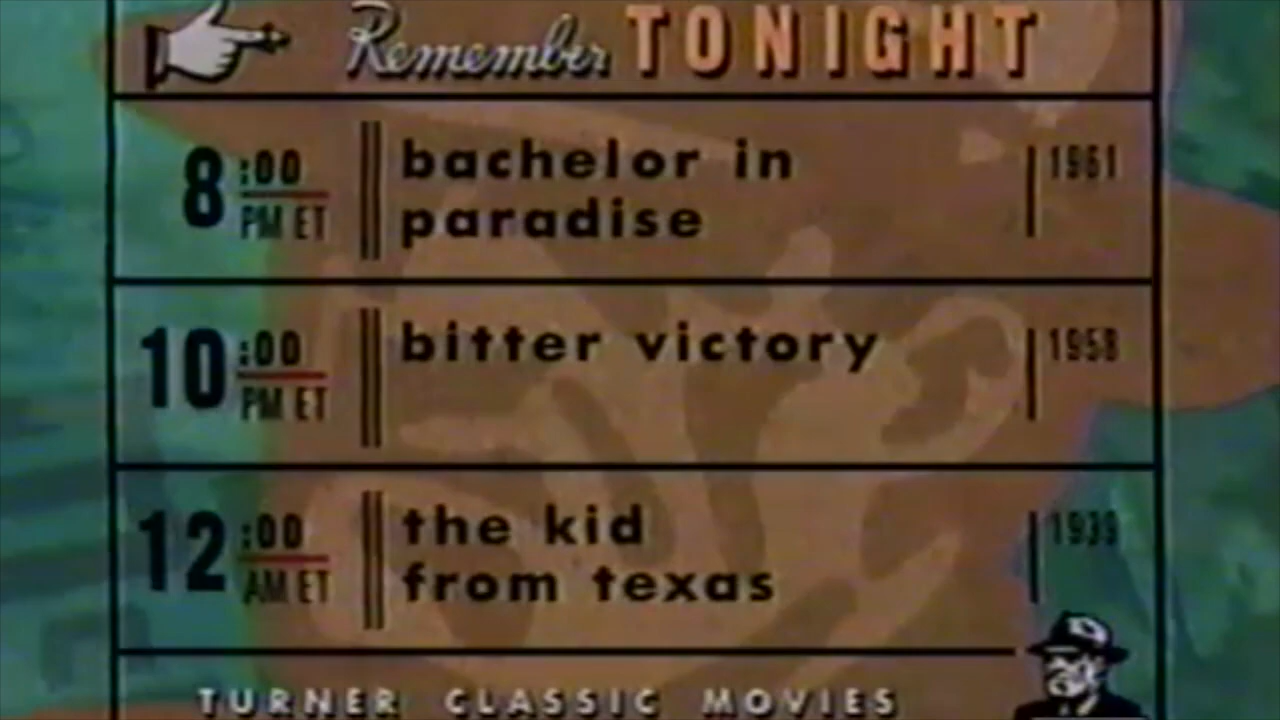 Remember TONIGHT
8:00 PM ET
bachelor in
paradise
1961
10:00 PM ET
bitter victory
1958
12:00 AM ET
the kid
from texas
1939
TURNER CLASSIC MOVIES